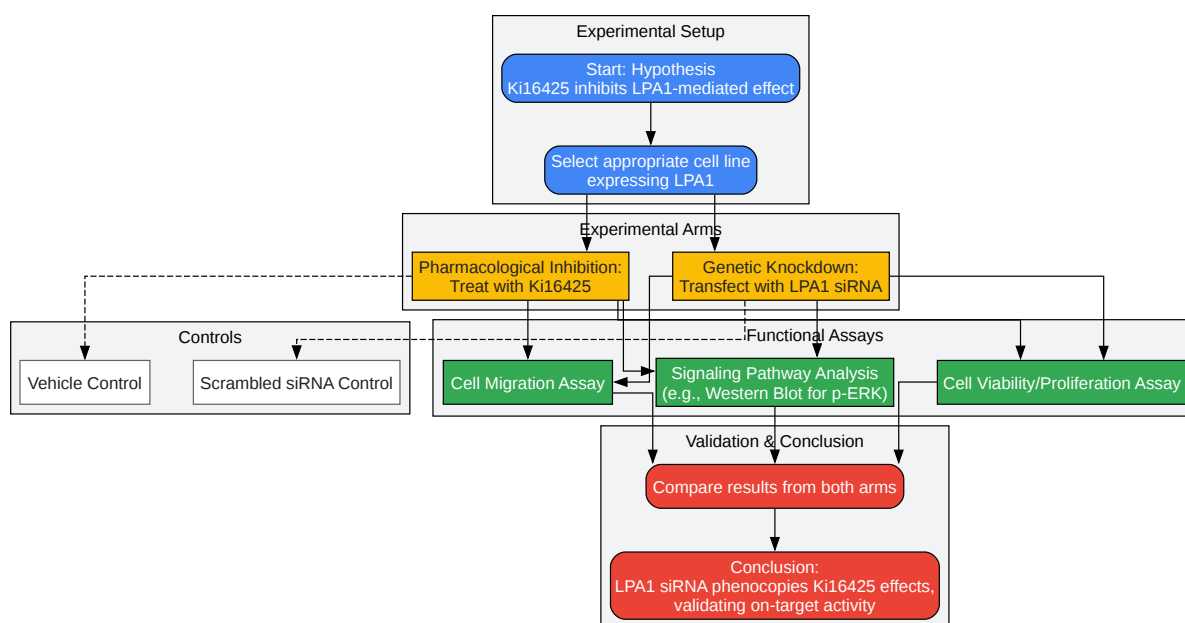 Experimental Setup
Start: Hypothesis
Ki16425 inhibits LPA1-mediated effect
Select appropriate cell line
expressing LPA1
Experimental Arms
Pharmacological Inhibition:
Treat with Ki16425
Genetic Knockdown:
Transfect with LPA1 siRNA
Controls
Vehicle Control
Scrambled siRNA Control
Functional Assays
Cell Migration Assay
Signaling Pathway Analysis
(e.g., Western Blot for p-ERK)
Cell Viability/Proliferation Assay
Validation & Conclusion
Compare results from both arms
Conclusion:
LPA1 siRNA phenocopies Ki16425 effects,
validating on-target activity